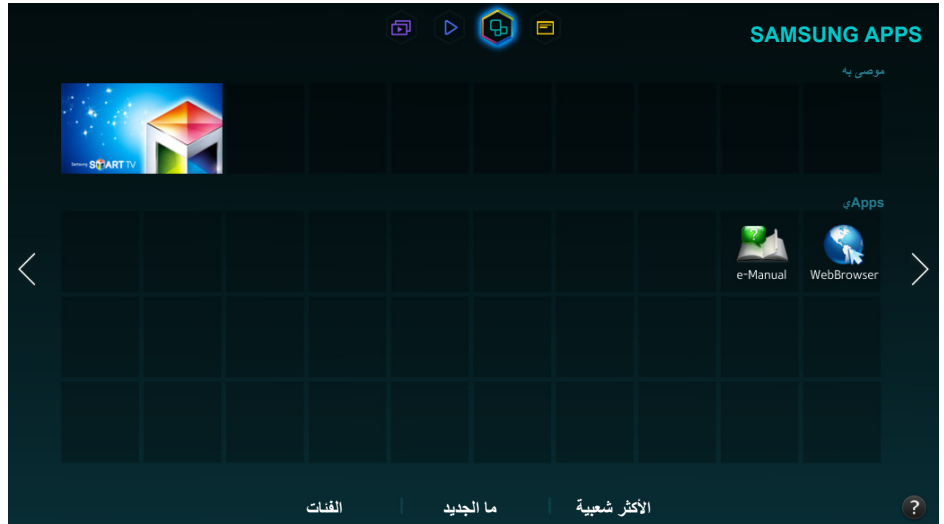 SAMSUNG APPS
موصى به
Samsung SMART TV
Appsي
WebBrowser
e-Manual
الأكثر شعبية
ما الجديد
الفئات
?